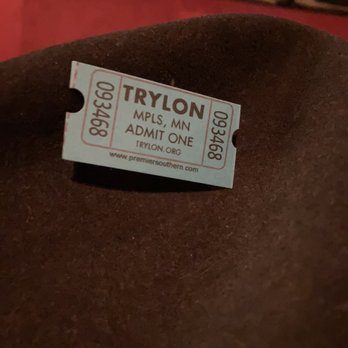 093468
TRYLON
MPLS, MN
ADMIT ONE
TRYLON.ORG
www.premiersouthern.com
093468